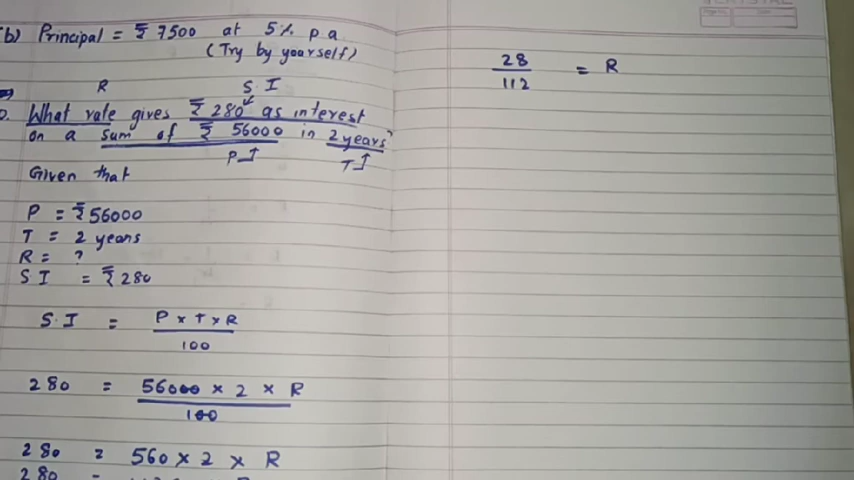 (b) Principal = ₹ 7500 at 5% p a
(Try by yourself)
R S.I
What rate gives ₹ 280 as interest
on a sum of ₹ 56000 in 2 years?
P T
Given that
P = ₹ 56000
T = 2 years
R = ?
S I = ₹ 280
S.I = P × T × R
100
280 = 56000 × 2 × R
100
280 = 560 × 2 × R
280 =
28
112 = R